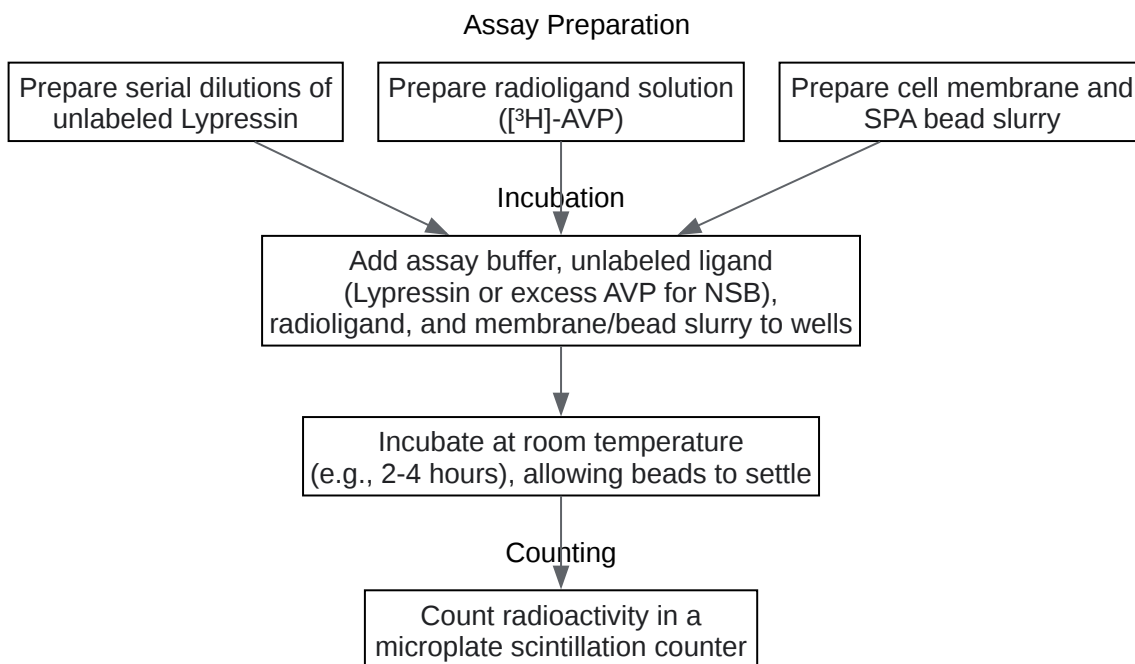 Assay Preparation
Prepare serial dilutions of
unlabeled Lypressin
Prepare radioligand solution
([³H]-AVP)
Prepare cell membrane and
SPA bead slurry
Incubation
Add assay buffer, unlabeled ligand
(Lypressin or excess AVP for NSB),
radioligand, and membrane/bead slurry to wells
Incubate at room temperature
(e.g., 2-4 hours), allowing beads to settle
Counting
Count radioactivity in a
microplate scintillation counter